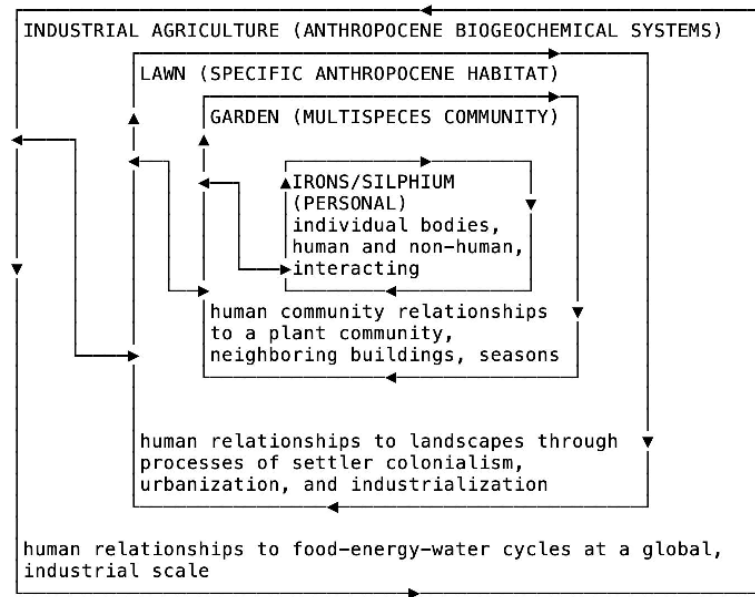 INDUSTRIAL AGRICULTURE (ANTHROPOCENE BIOGEOCHEMICAL SYSTEMS)
LAWN (SPECIFIC ANTHROPOCENE HABITAT)
GARDEN (MULTISPECES COMMUNITY)
IRONS/SILPHIUM
(PERSONAL)
individual bodies,
human and non-human,
interacting
human community relationships
to a plant community,
neighboring buildings, seasons
human relationships to landscapes through
processes of settler colonialism,
urbanization, and industrialization
human relationships to food-energy-water cycles at a global,
industrial scale